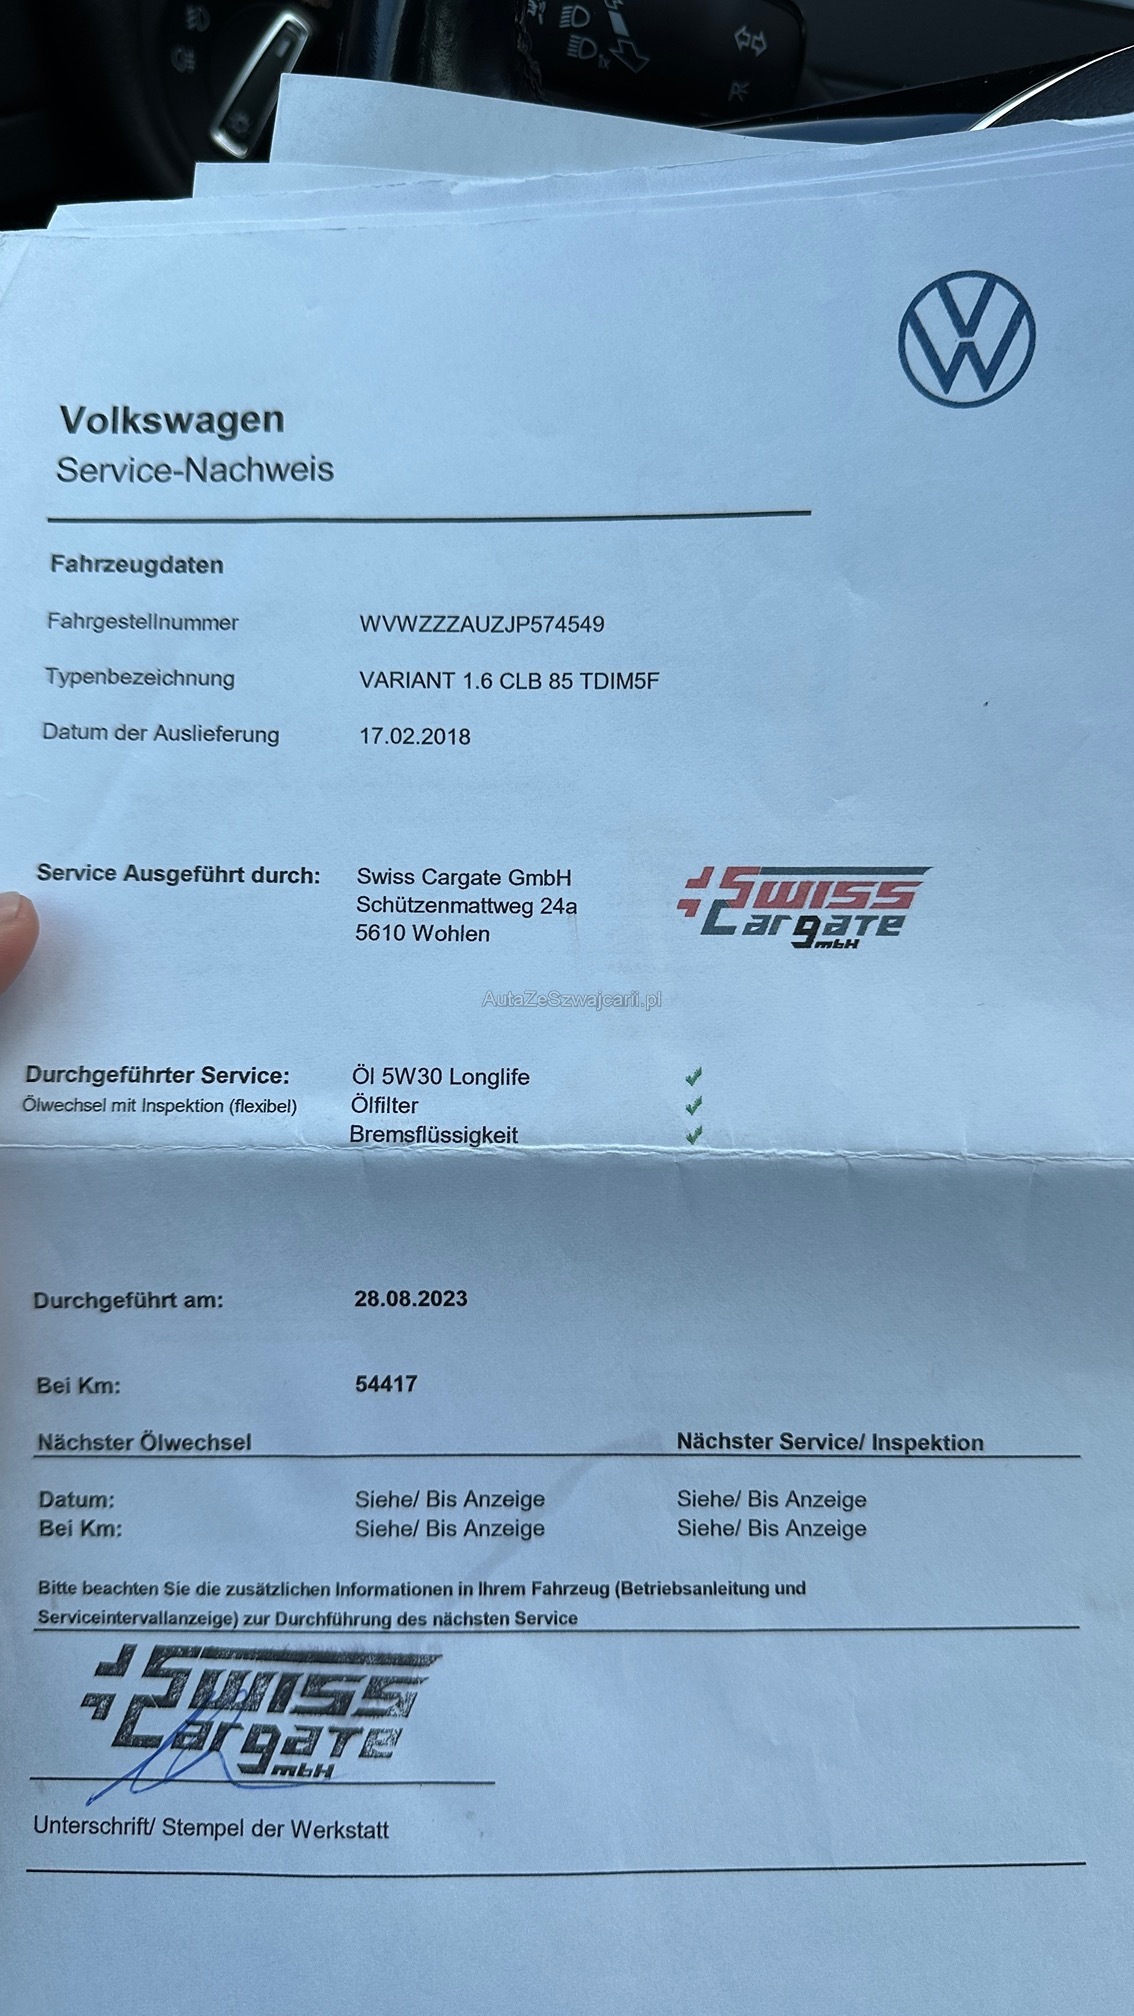 Volkswagen
Service-Nachweis
Fahrzeugdaten
Fahrgestellnummer WVWZZZAUZJP574549
Typenbezeichnung VARIANT 1.6 CLB 85 TDIM5F
Datum der Auslieferung 17.02.2018
Service Ausgeführt durch: Swiss Cargate GmbH
Schützenmattweg 24a
5610 Wohlen
Swiss
Cargate
GmbH
AutaZeSzwajcarii.pl
Durchgeführter Service: Öl 5W30 Longlife
Ölwechsel mit Inspektion (flexibel) Ölfilter
Bremsflüssigkeit
Durchgeführt am: 28.08.2023
Bei Km: 54417
Nächster Ölwechsel Nächster Service/ Inspektion
Datum: Siehe/ Bis Anzeige Siehe/ Bis Anzeige
Bei Km: Siehe/ Bis Anzeige Siehe/ Bis Anzeige
Bitte beachten Sie die zusätzlichen Informationen in Ihrem Fahrzeug (Betriebsanleitung und
Serviceintervallanzeige) zur Durchführung des nächsten Service
Swiss
Cargate
GmbH
Unterschrift/ Stempel der Werkstatt